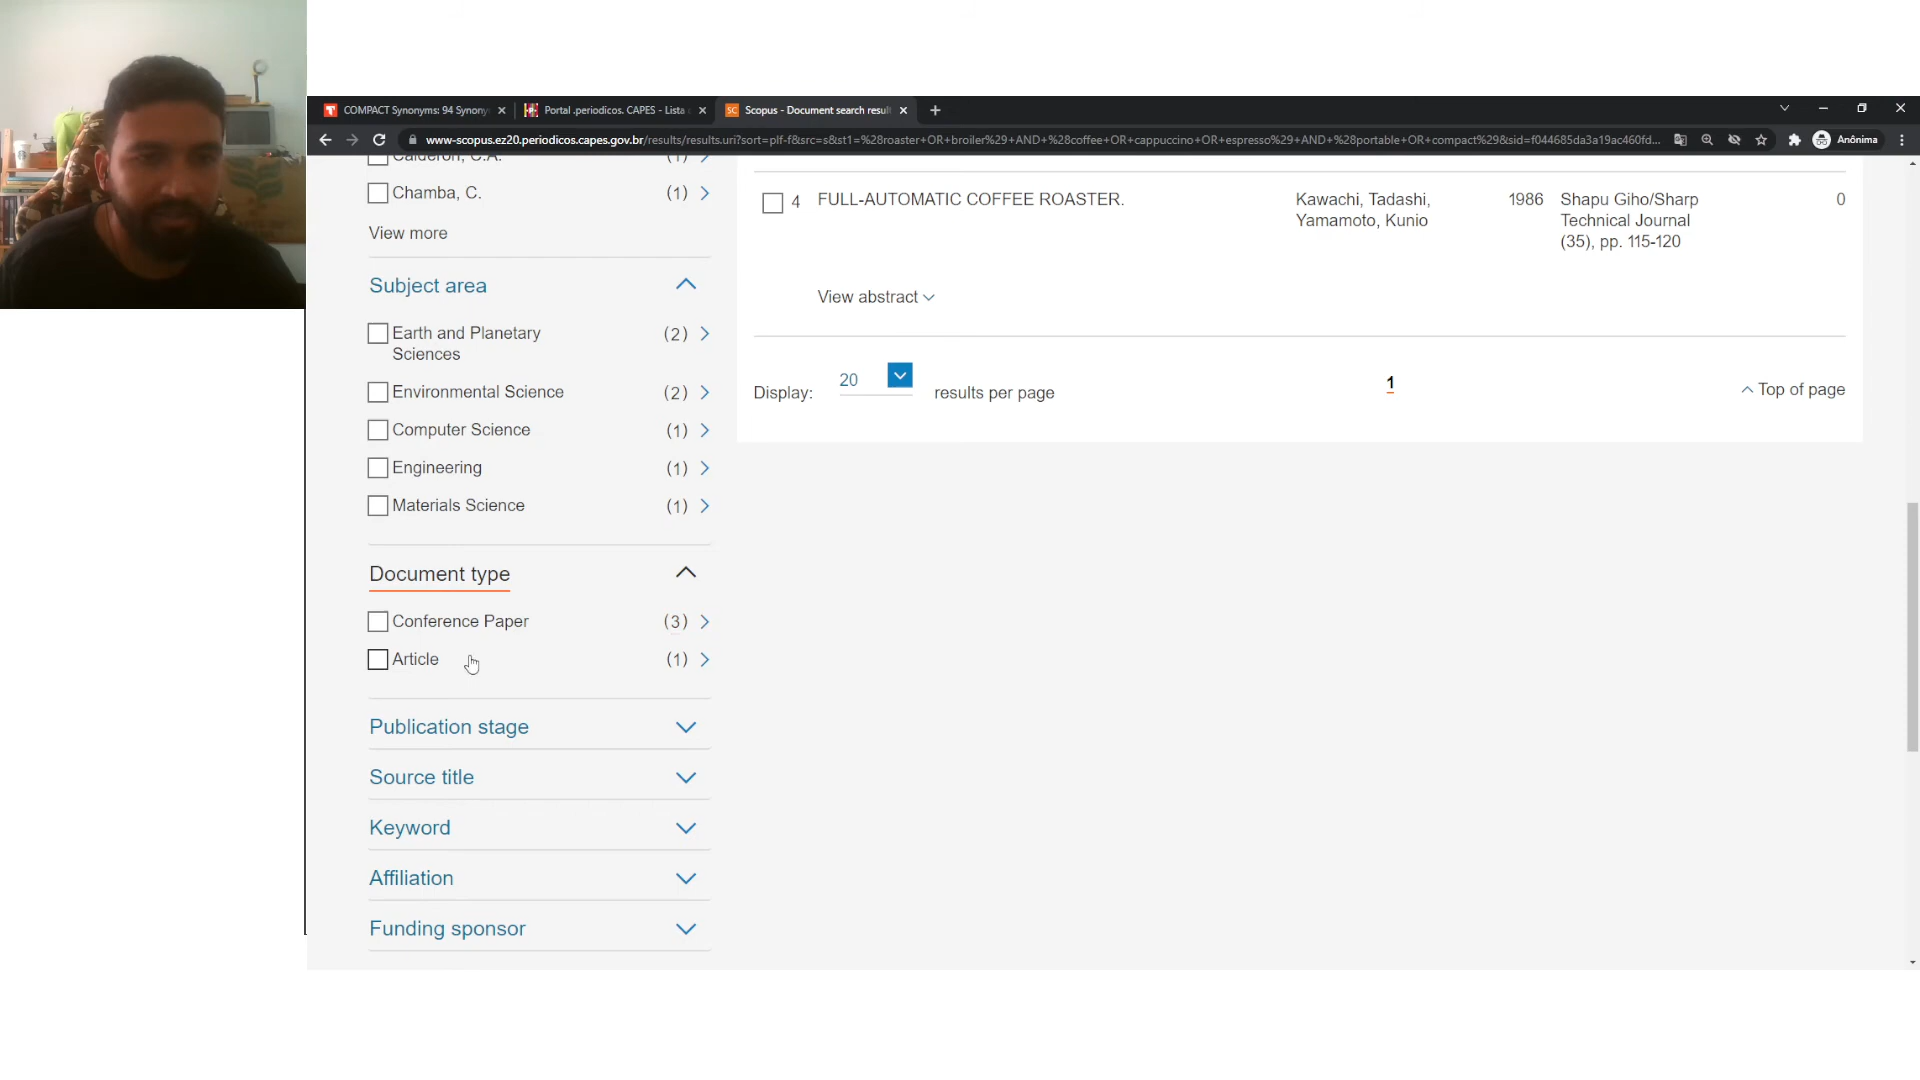 COMPACT Synonyms: 94 Synony
Portal .periodicos. CAPES - Lista
Scopus - Document search resul
www-scopus.ez20.periodicos.capes.gov.br/results/results.uri?sort=plf-f&src=s&st1=%28roaster+OR+broiler%29+AND+%28coffee+OR+cappuccino+OR+espresso%29+AND+%28portable+OR+compact%29&sid=f044685da3a19ac460fd...
Anônima
Calderon, C.A. (1)
Chamba, C. (1)
View more
Subject area
Earth and Planetary
Sciences (2)
Environmental Science (2)
Computer Science (1)
Engineering (1)
Materials Science (1)
Document type
Conference Paper (3)
Article (1)
Publication stage
Source title
Keyword
Affiliation
Funding sponsor
4 FULL-AUTOMATIC COFFEE ROASTER. Kawachi, Tadashi, 1986 Shapu Giho/Sharp 0
Yamamoto, Kunio Technical Journal
(35), pp. 115-120
View abstract
Display: 20 results per page 1 Top of page